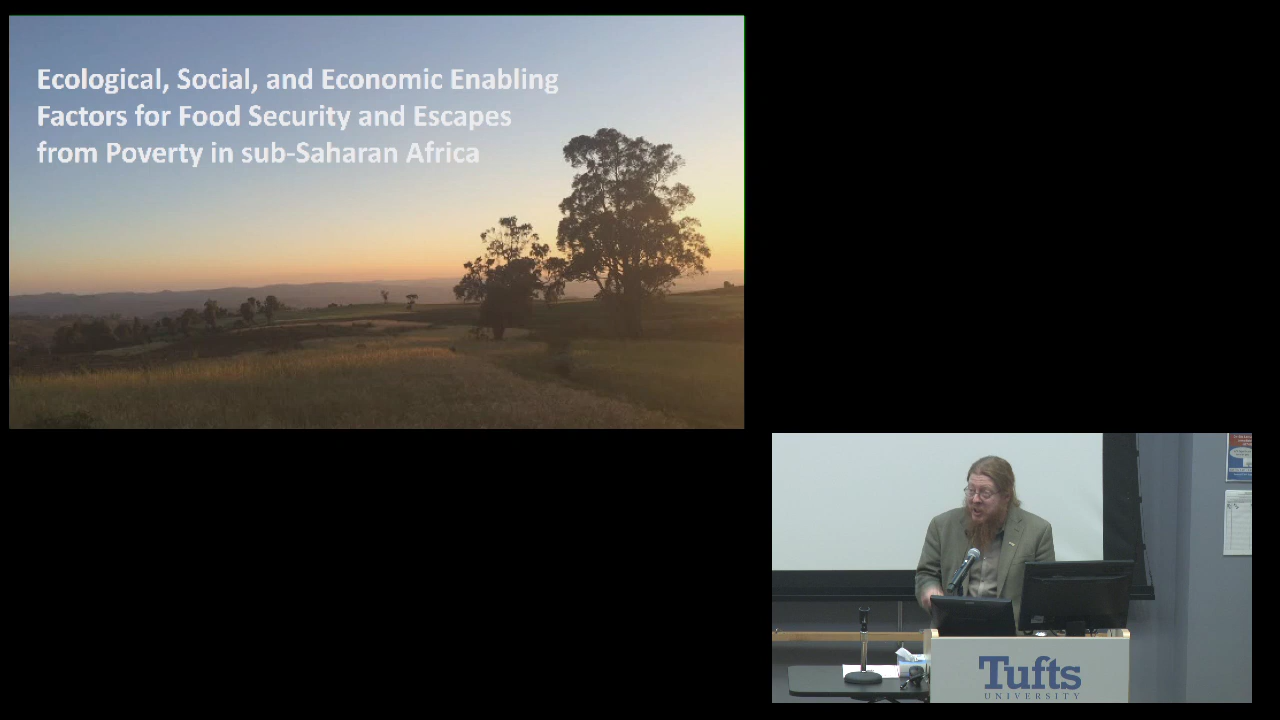 Ecological, Social, and Economic Enabling
Factors for Food Security and Escapes
from Poverty in sub-Saharan Africa
Tufts
UNIVERSITY